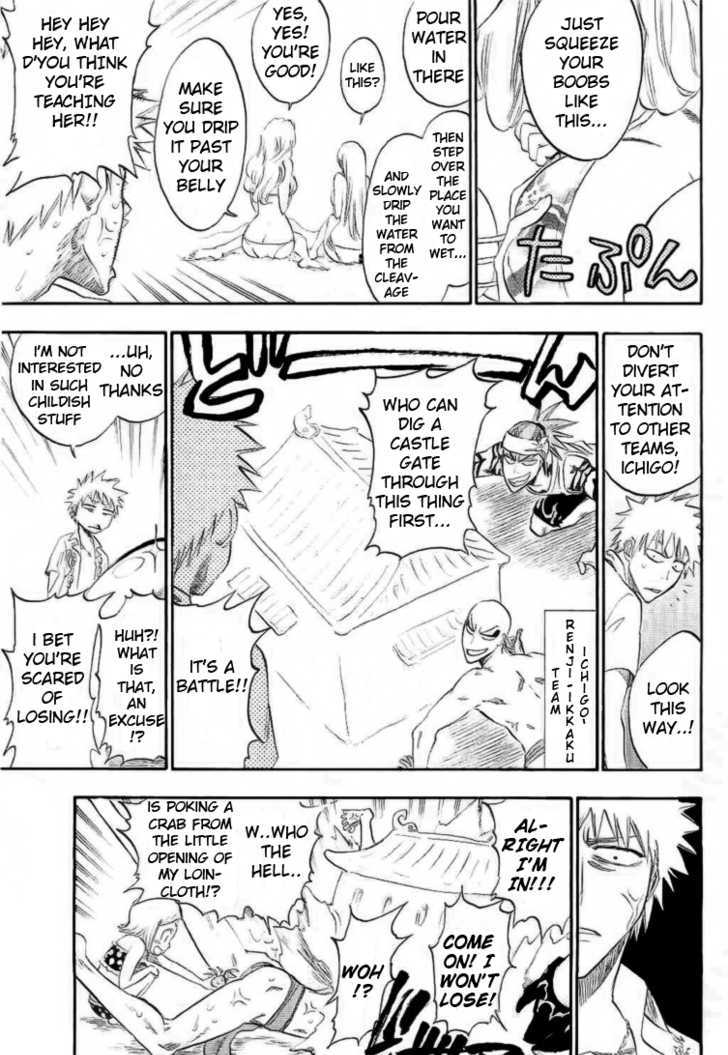 JUST
SQUEEZE
YOUR
BOOBS
LIKE
THIS...
たぷん
POUR
WATER
IN
THERE
THEN
STEP
OVER
THE
PLACE
YOU
WANT
TO
WET...
AND
SLOWLY
DRIP
THE
WATER
FROM
THE
CLEAV-
AGE
LIKE
THIS?
YES,
YES!
YOU'RE
GOOD!
MAKE
SURE
YOU DRIP
IT PAST
YOUR
BELLY
HEY HEY
HEY, WHAT
D'YOU THINK
YOU'RE
TEACHING
HER!!
DON'T
DIVERT
YOUR AT-
TENTION
TO OTHER
TEAMS,
ICHIGO!
LOOK
THIS
WAY..!
WHO CAN
DIG A
CASTLE
GATE
THROUGH
THIS THING
FIRST...
ICHIGO-
RENJI-IKKAKU
TEAM
IT'S A
BATTLE!!
...UH,
NO
THANKS
I'M NOT
INTERESTED
IN SUCH
CHILDISH
STUFF
HUH?!
WHAT
IS
THAT,
AN
EXCUSE
!?
I BET
YOU'RE
SCARED
OF
LOSING!!
AL-
RIGHT
I'M
IN!!!
COME
ON! I
WON'T
LOSE!
WOH
!?
W..WHO
THE
HELL..
IS POKING A
CRAB FROM
THE LITTLE
OPENING OF
MY LOIN-
CLOTH!?